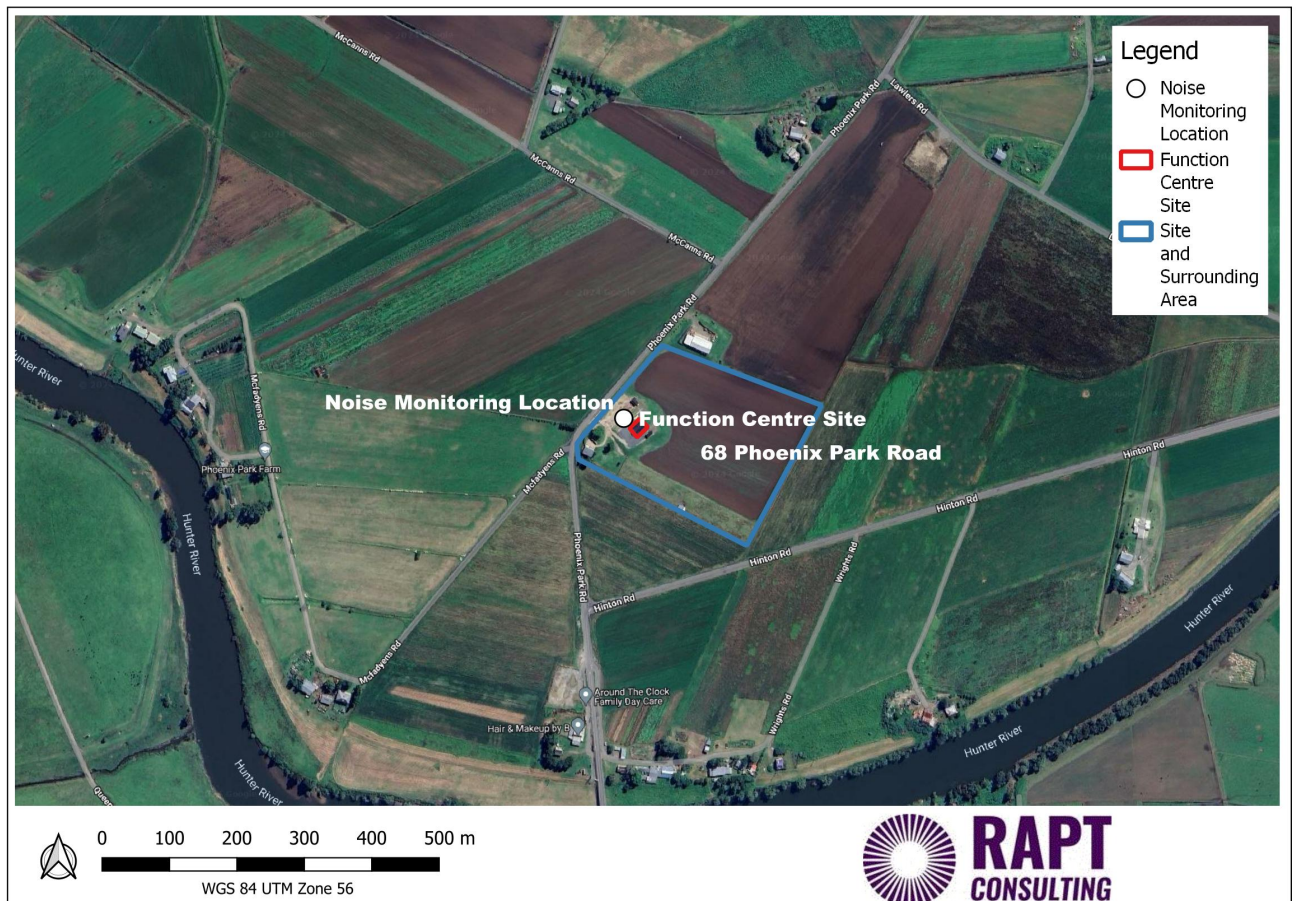 Legend
Noise
Monitoring
Location
Function
Centre
Site
Site
and
Surrounding
Area
McCanns Rd
Phoenix Park Rd
Lawlers Rd
McCanns Rd
McCanns Rd
Phoenix Park Rd
Hunter River
Mcfadyens Rd
Noise Monitoring Location
Function Centre Site
68 Phoenix Park Road
Phoenix Park Farm
Mcfadyens Rd
Hinton Rd
Hinton Rd
Hunter River
Hinton Rd
Phoenix Park Rd
Wrights Rd
Hinton Rd
Hunter River
Mcfadyens Rd
Around The Clock
Family Day Care
Hair & Makeup by B
Wrights Rd
Hunter River
Hunter River
0 100 200 300 400 500 m
WGS 84 UTM Zone 56
RAPT
CONSULTING